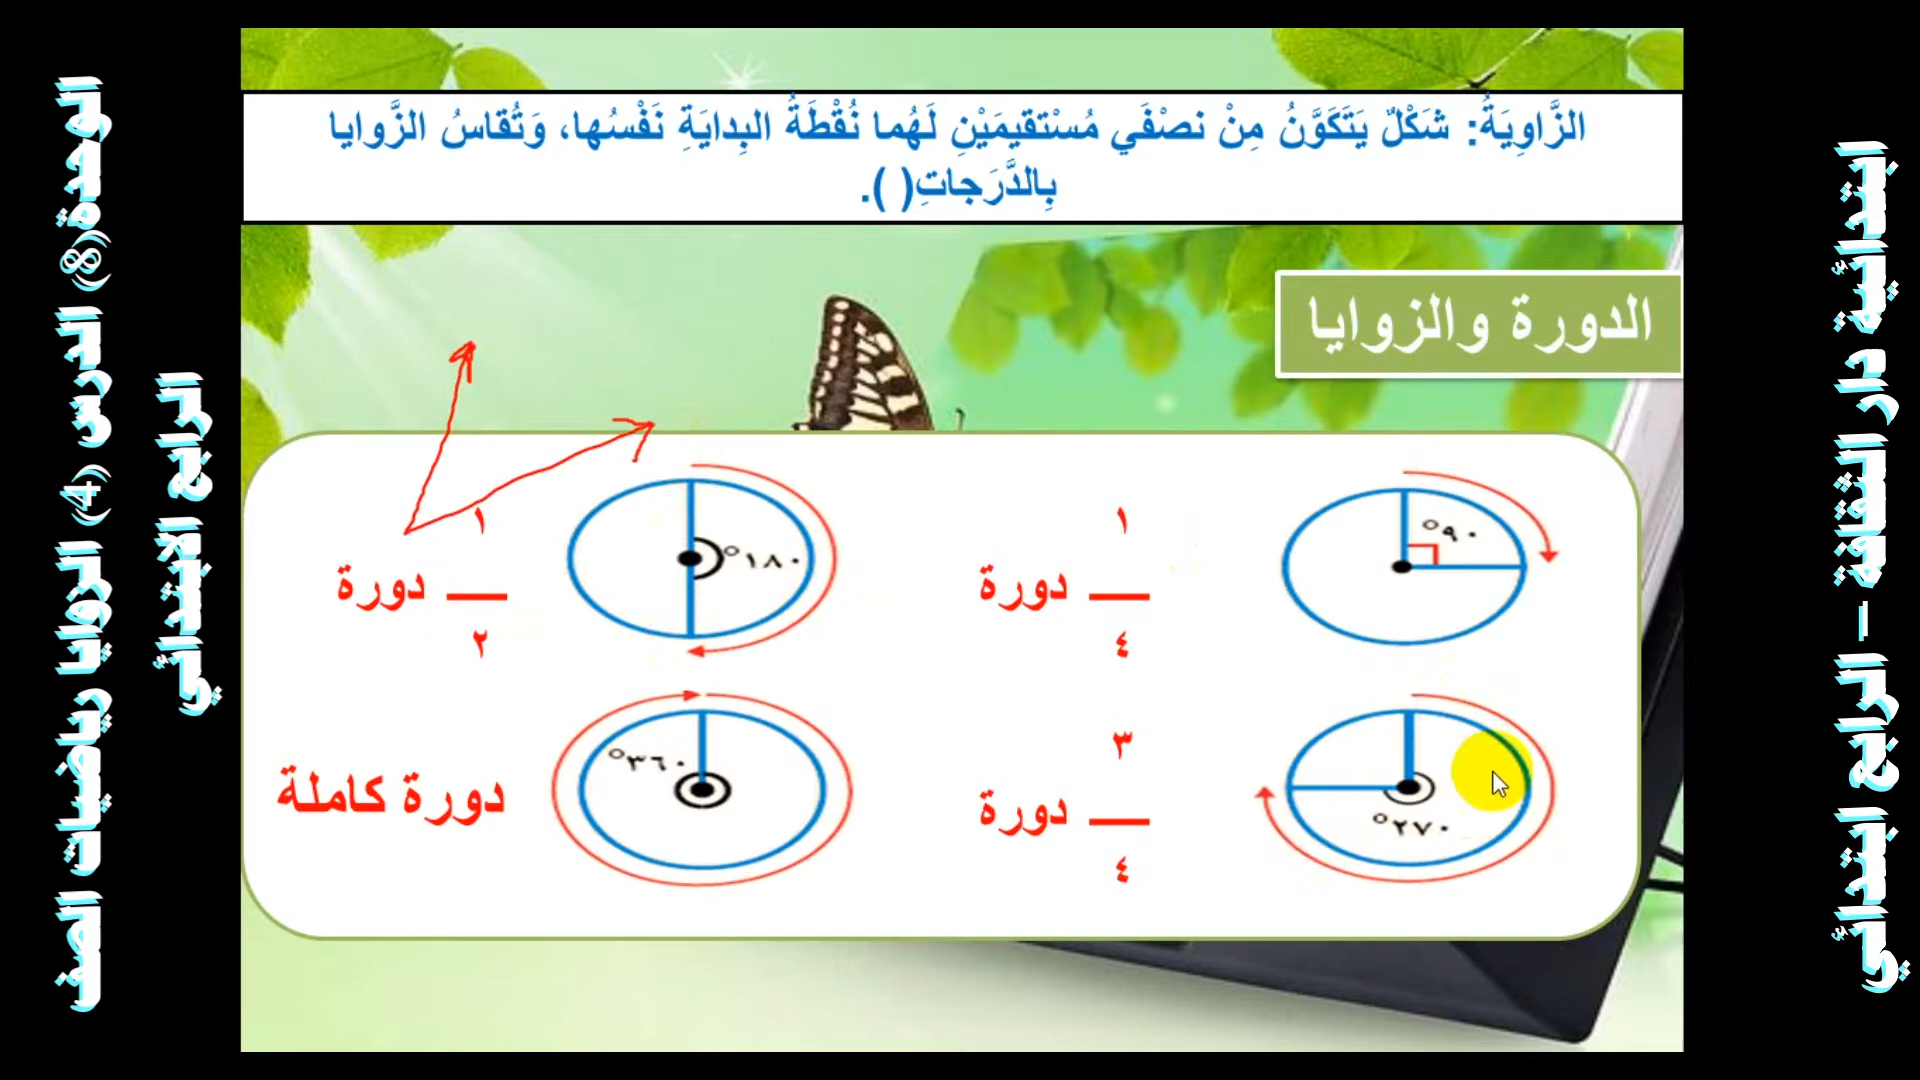 الزَّاوِيَةُ: شَكْلٌ يَتَكَوَّنُ مِنْ نصْفَي مُسْتقيمَيْنِ لَهُما نُقْطَةُ البِدايَةِ نَفْسُها، وَتُقاسُ الزَّوايا
بِالدَّرَجاتِ( ).
الدورة والزوايا
٩٠°
١
٤
دورة
١٨٠°
١
٢
دورة
٢٧٠°
٣
٤
دورة
٣٦٠°
دورة كاملة
ابتدائية دار الثقافة – الرابع ابتدائي
الوحدة(8) الدرس (4) الزوايا رياضيات الصف
الرابع الابتدائي